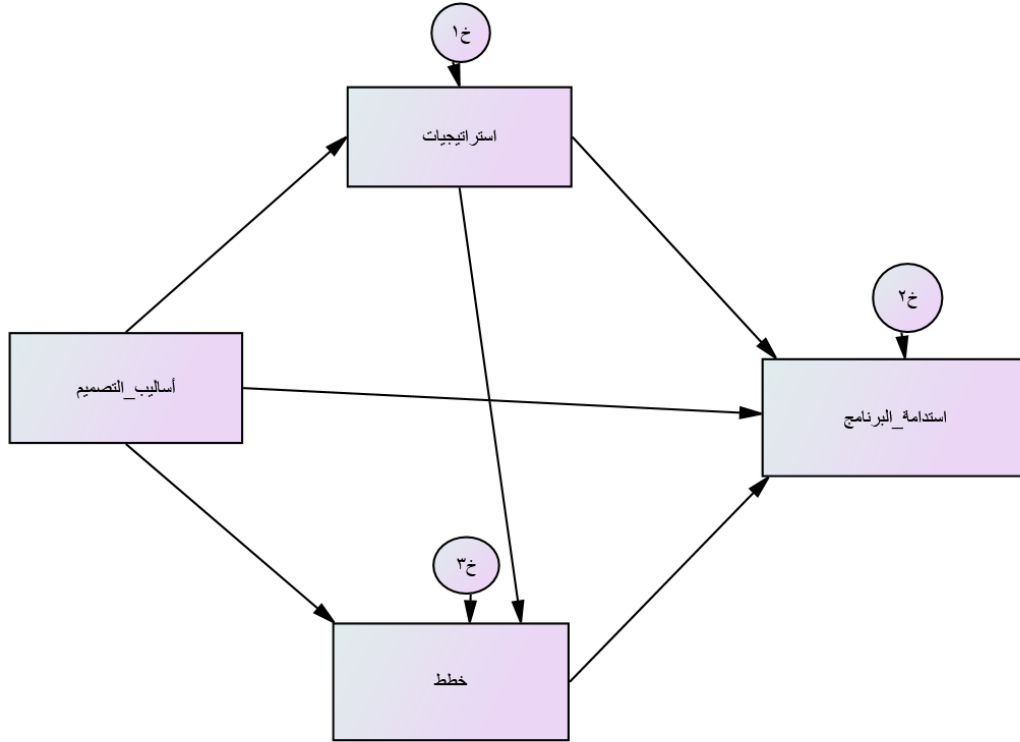 خ١
استراتيجيات
خ٢
أساليب_التصميم
استدامة_البرنامج
خ٣
خطط